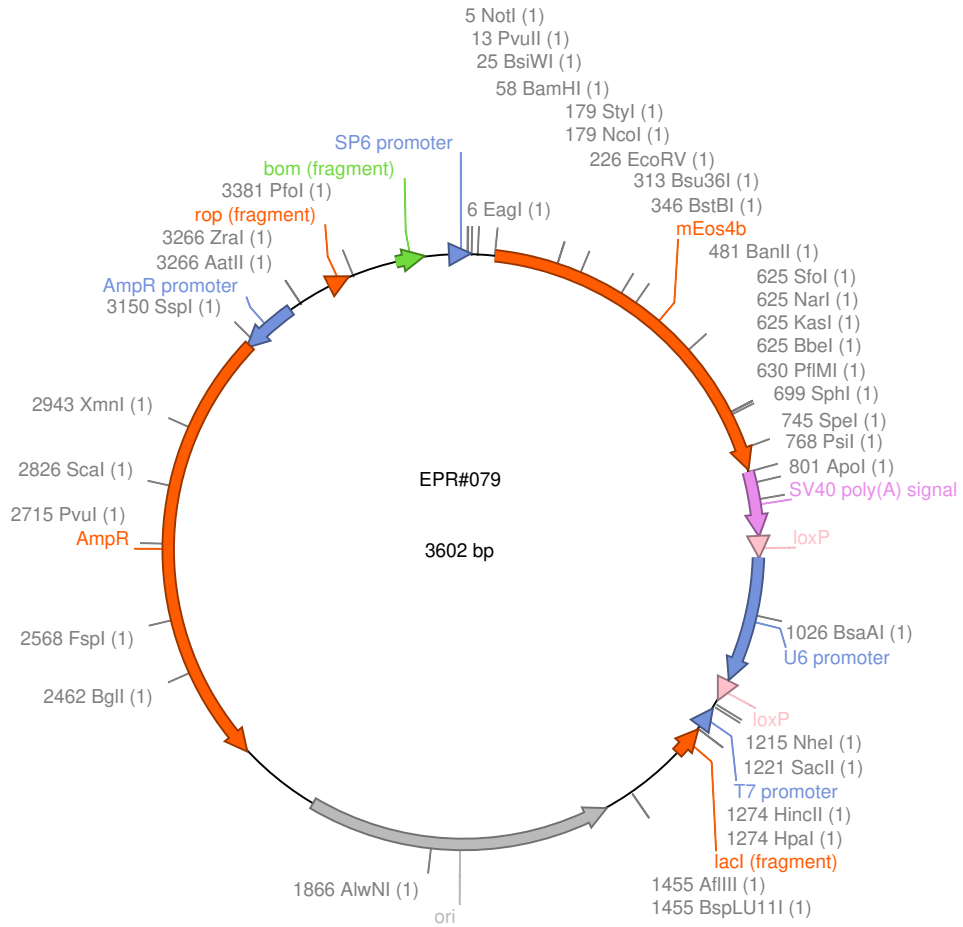 5 NotI (1)
13 PvuII (1)
25 BsiWI (1)
58 BamHI (1)
179 StyI (1)
179 NcoI (1)
SP6 promoter
226 EcoRV (1)
bom (fragment)
313 Bsu36I (1)
3381 PfoI (1)
346 BstBI (1)
rop (fragment)
6 EagI (1)
mEos4b
3266 ZraI (1)
481 BanII (1)
3266 AatII (1)
625 SfoI (1)
AmpR promoter
625 NarI (1)
3150 SspI (1)
625 KasI (1)
625 BbeI (1)
630 PflMI (1)
699 SphI (1)
2943 XmnI (1)
745 SpeI (1)
768 PsiI (1)
801 ApoI (1)
2826 ScaI (1)
EPR#079
SV40 poly(A) signal
2715 PvuI (1)
AmpR
loxP
3602 bp
2568 FspI (1)
1026 BsaAI (1)
U6 promoter
2462 BglI (1)
loxP
1215 NheI (1)
1221 SacII (1)
T7 promoter
1274 HincII (1)
1274 HpaI (1)
lacI (fragment)
1866 AlwNI (1)
1455 AflIII (1)
1455 BspLU11I (1)
ori